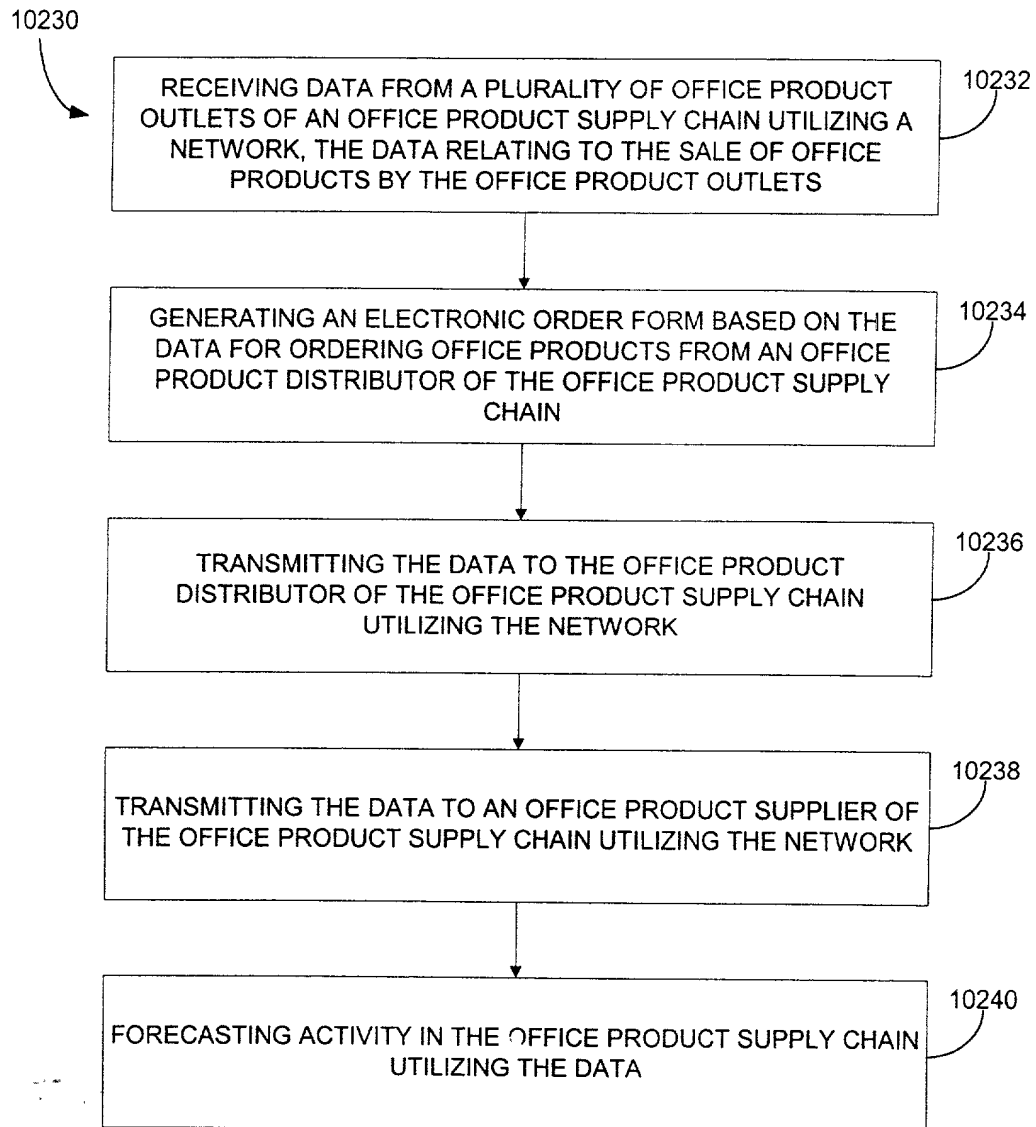 10230
10232
RECEIVING DATA FROM A PLURALITY OF OFFICE PRODUCT
OUTLETS OF AN OFFICE PRODUCT SUPPLY CHAIN UTILIZING A
NETWORK, THE DATA RELATING TO THE SALE OF OFFICE
PRODUCTS BY THE OFFICE PRODUCT OUTLETS
10234
GENERATING AN ELECTRONIC ORDER FORM BASED ON THE
DATA FOR ORDERING OFFICE PRODUCTS FROM AN OFFICE
PRODUCT DISTRIBUTOR OF THE OFFICE PRODUCT SUPPLY
CHAIN
10236
TRANSMITTING THE DATA TO THE OFFICE PRODUCT
DISTRIBUTOR OF THE OFFICE PRODUCT SUPPLY CHAIN
UTILIZING THE NETWORK
10238
TRANSMITTING THE DATA TO AN OFFICE PRODUCT SUPPLIER OF
THE OFFICE PRODUCT SUPPLY CHAIN UTILIZING THE NETWORK
10240
FORECASTING ACTIVITY IN THE OFFICE PRODUCT SUPPLY CHAIN
UTILIZING THE DATA